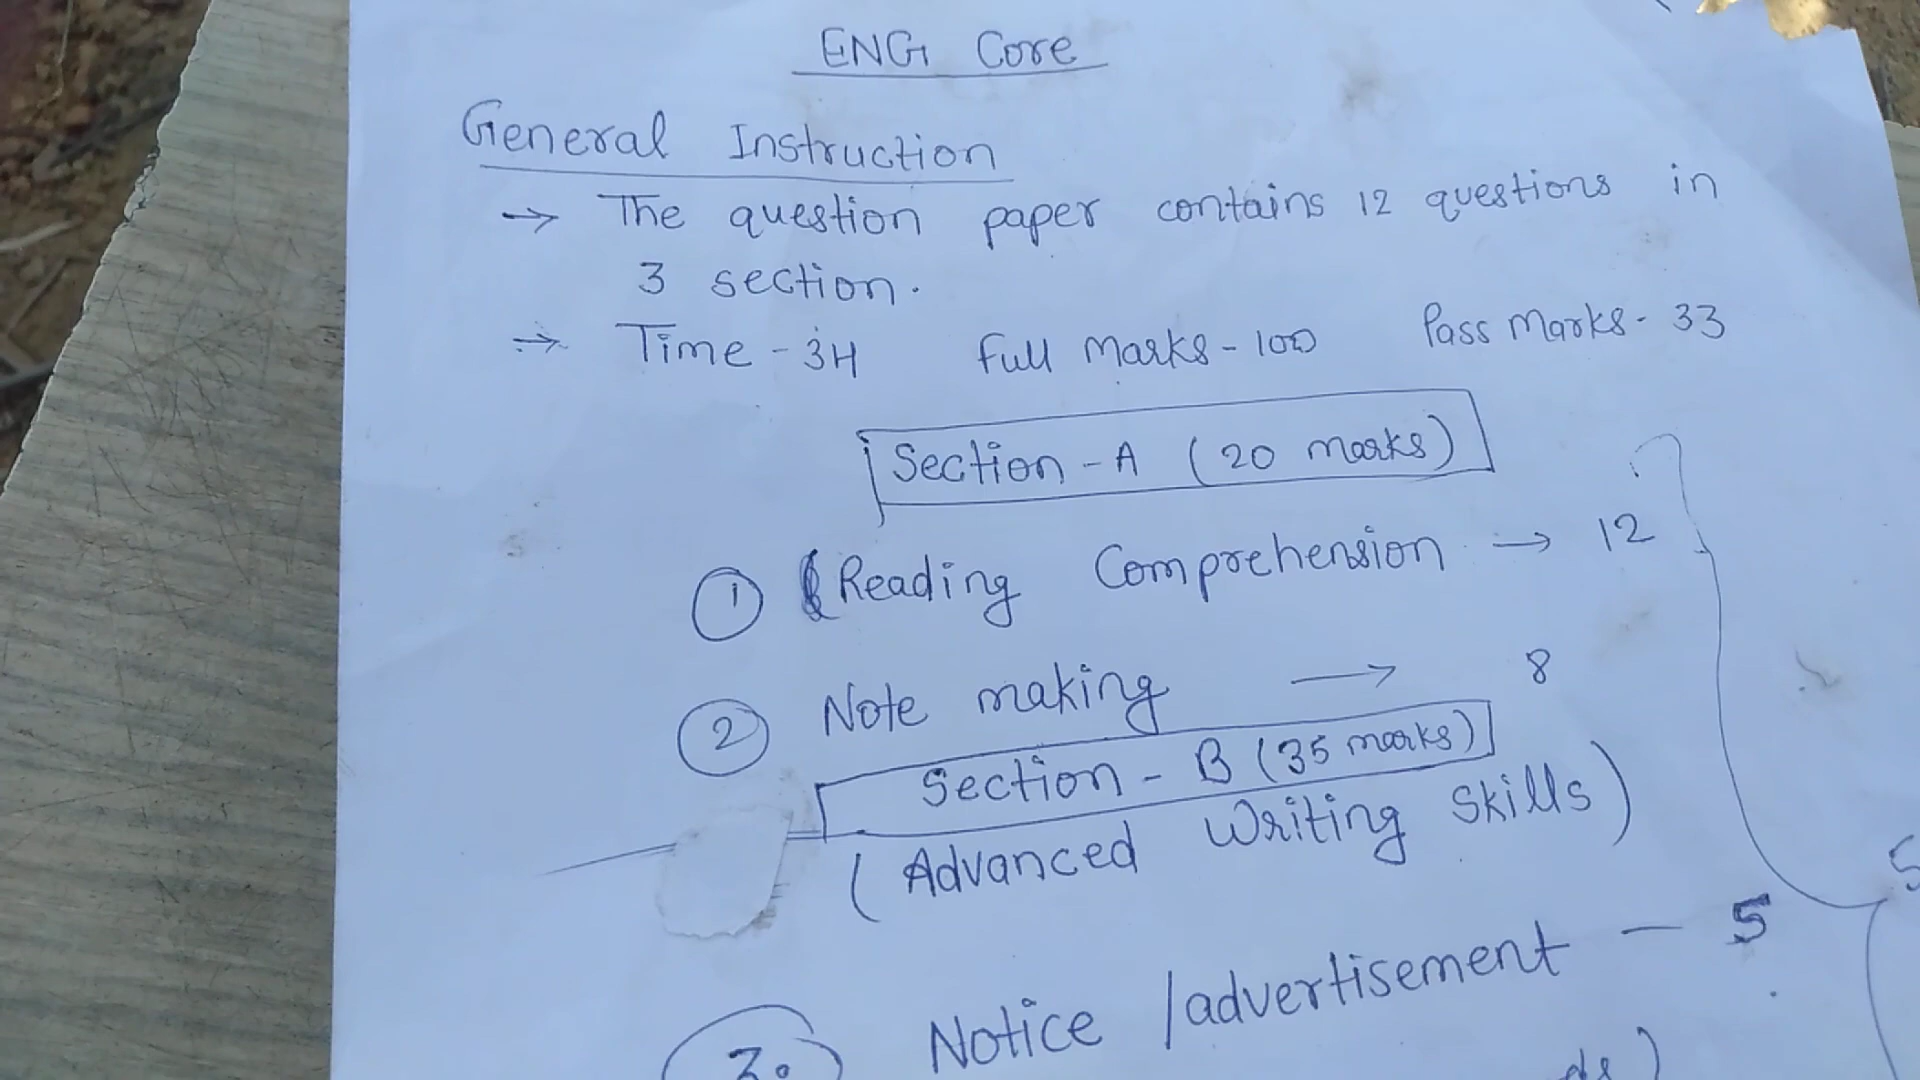 ENG Core
General Instruction
→ The question paper contains 12 questions in
3 section.
→ Time - 3H Full Marks - 100 Pass Marks - 33
Section - A (20 marks)
① Reading Comprehension → 12
② Note making → 8
Section - B (35 marks)
(Advanced Writing Skills)
3. Notice / advertisement - 5